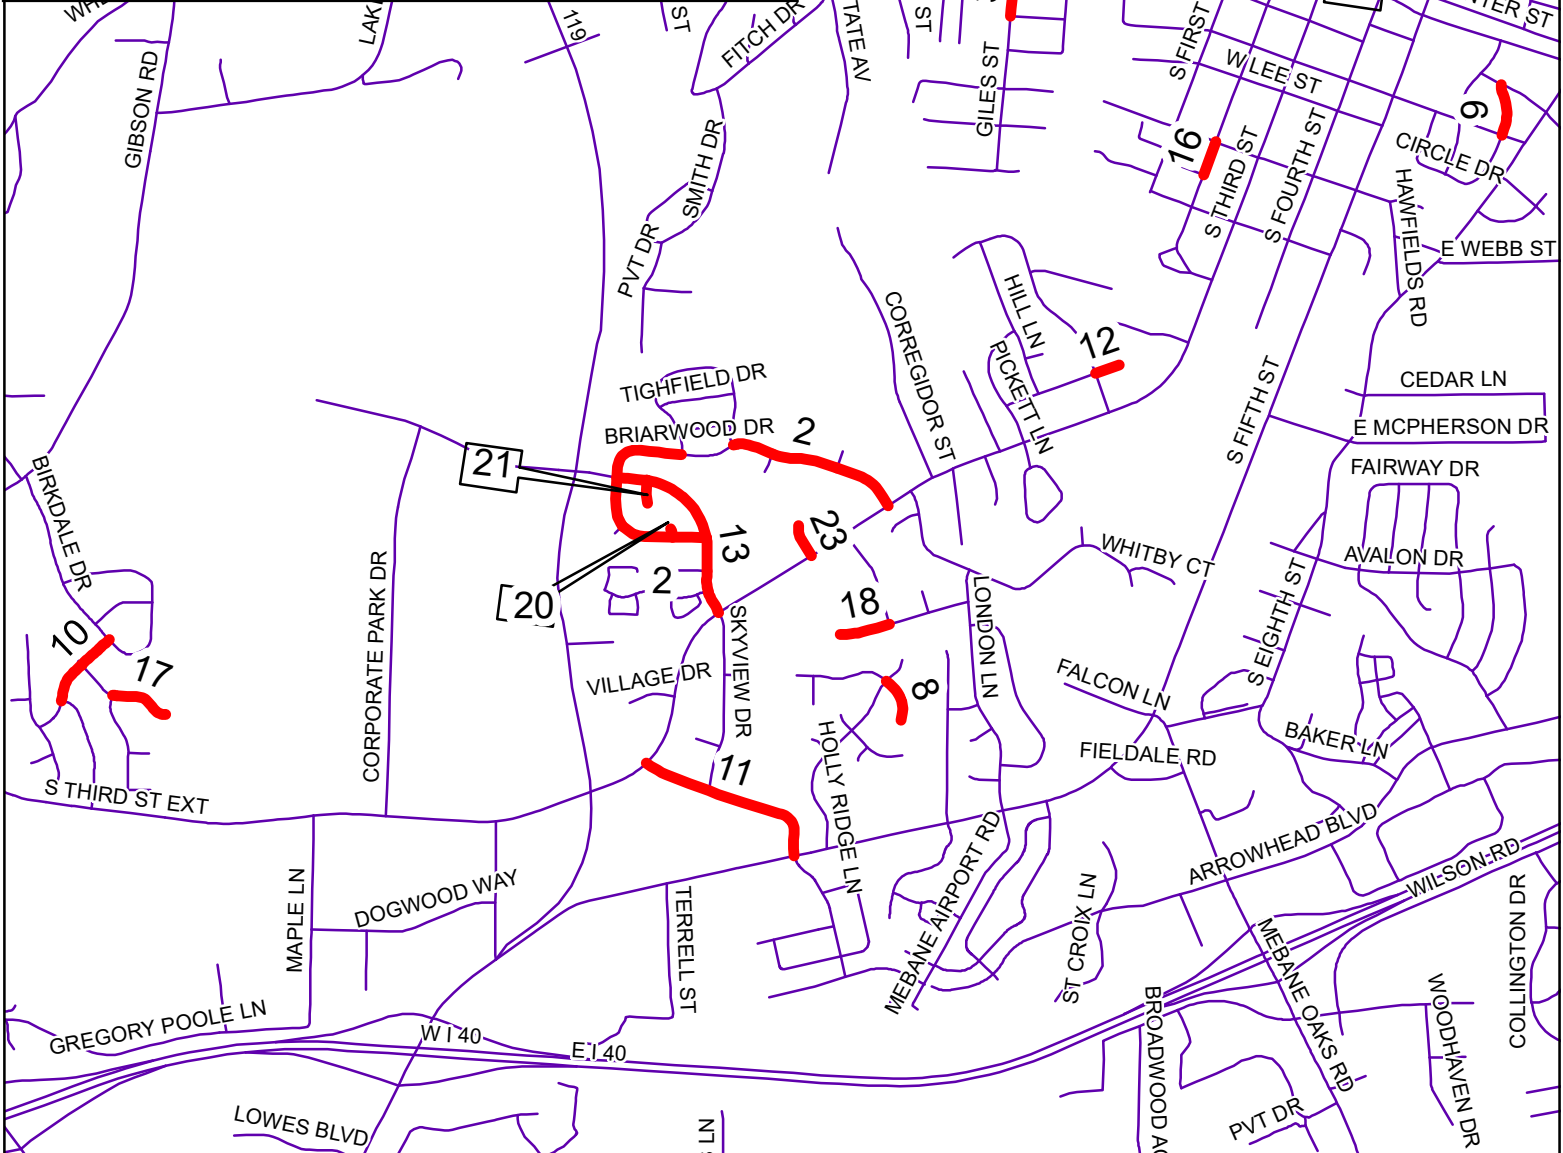 119
ST
FITCH DR
TATE AV
ST
GILES ST
S FIRST
W LEE ST
NTER ST
GIBSON RD
SMITH DR
PVT DR
16
9
CIRCLE DR
S THIRD ST
S FOURTH ST
HAWFIELDS RD
E WEBB ST
CORREGIDOR ST
HILL LN
PICKETT LN
12
TIGHFIELD DR
BRIARWOOD DR
2
S FIFTH ST
CEDAR LN
E MCPHERSON DR
FAIRWAY DR
21
13
23
20
2
18
WHITBY CT
AVALON DR
S EIGHTH ST
BIRKDALE DR
10
17
CORPORATE PARK DR
SKYVIEW DR
VILLAGE DR
8
LONDON LN
FALCON LN
FIELDALE RD
BAKER LN
11
HOLLY RIDGE LN
S THIRD ST EXT
MEBANE AIRPORT RD
ARROWHEAD BLVD
WILSON RD
MAPLE LN
DOGWOOD WAY
TERRELL ST
ST CROIX LN
COLLINGTON DR
MEBANE OAKS RD
WOODHAVEN DR
GREGORY POOLE LN
W I 40
E I 40
LOWES BLVD
PVT DR